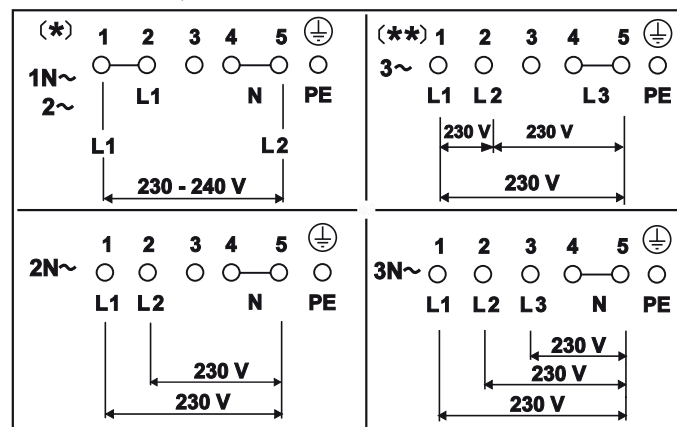 (*) 1 2 3 4 5
1N~
2~
L1 N PE
L1 L2
230 - 240 V
(**) 1 2 3 4 5
3~
L1 L2 L3 PE
230 V 230 V
230 V
1 2 3 4 5
2N~
L1 L2 N PE
230 V
230 V
1 2 3 4 5
3N~
L1 L2 L3 N PE
230 V
230 V
230 V